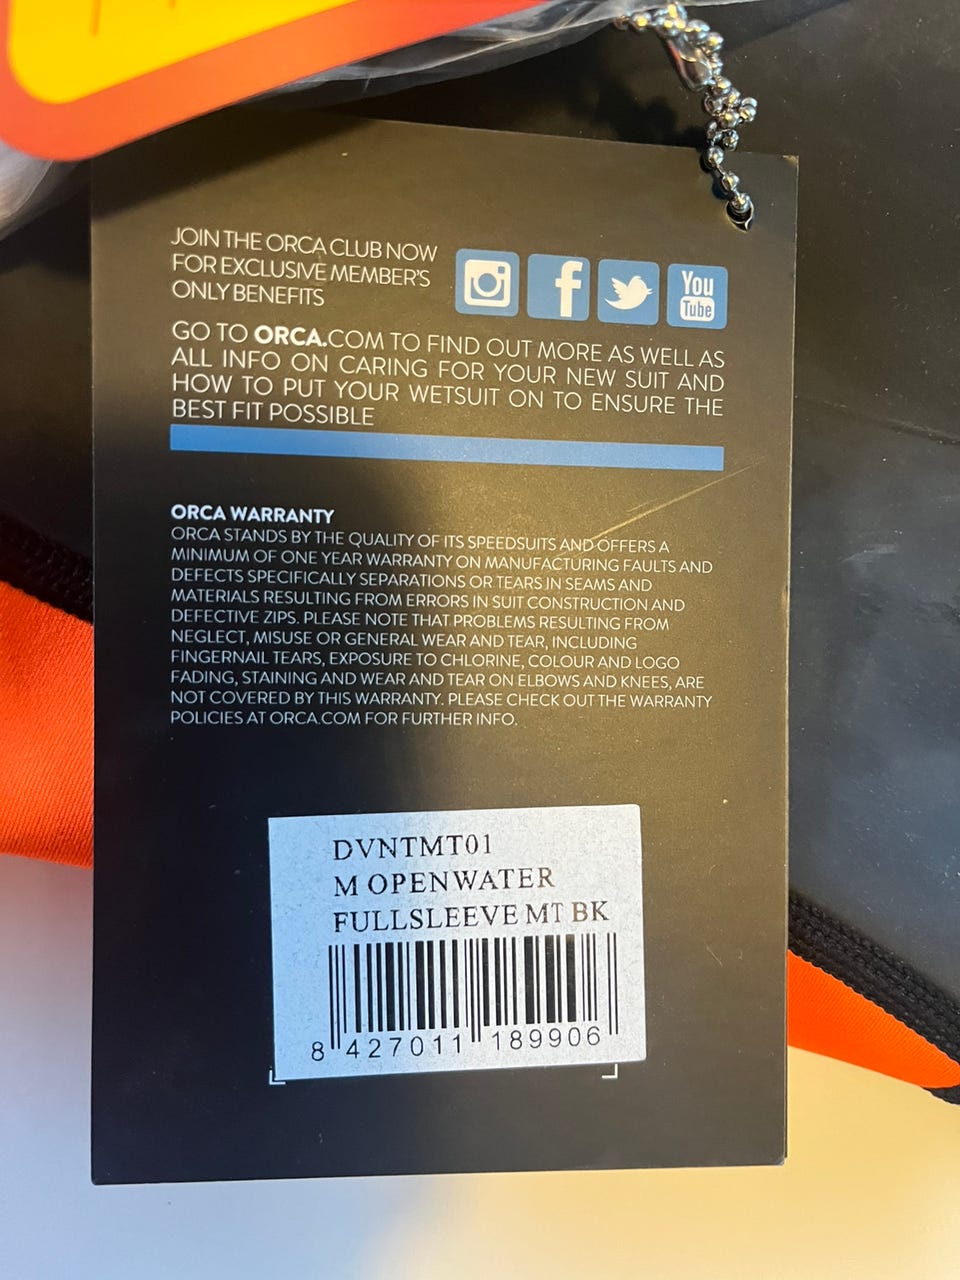 JOIN THE ORCA CLUB NOW
FOR EXCLUSIVE MEMBER'S
ONLY BENEFITS
You
Tube
GO TO ORCA.COM TO FIND OUT MORE AS WELL AS
ALL INFO ON CARING FOR YOUR NEW SUIT AND
HOW TO PUT YOUR WETSUIT ON TO ENSURE THE
BEST FIT POSSIBLE
ORCA WARRANTY
ORCA STANDS BY THE QUALITY OF ITS SPEEDSUITS AND OFFERS A
MINIMUM OF ONE YEAR WARRANTY ON MANUFACTURING FAULTS AND
DEFECTS SPECIFICALLY SEPARATIONS OR TEARS IN SEAMS AND
MATERIALS RESULTING FROM ERRORS IN SUIT CONSTRUCTION AND
DEFECTIVE ZIPS. PLEASE NOTE THAT PROBLEMS RESULTING FROM
NEGLECT, MISUSE OR GENERAL WEAR AND TEAR, INCLUDING
FINGERNAIL TEARS, EXPOSURE TO CHLORINE, COLOUR AND LOGO
FADING, STAINING AND WEAR AND TEAR ON ELBOWS AND KNEES, ARE
NOT COVERED BY THIS WARRANTY. PLEASE CHECK OUT THE WARRANTY
POLICIES AT ORCA.COM FOR FURTHER INFO.
DVNTMT01
M OPENWATER
FULLSLEEVE MT BK
8 427011 189906